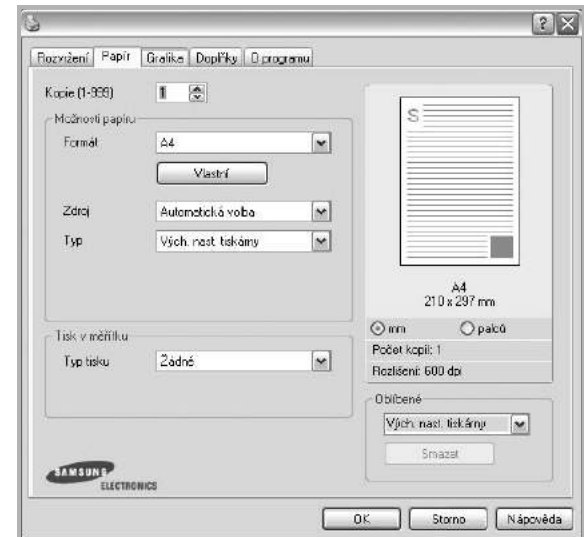 Rozvržení Papír Grafika Doplňky O programu
Kopie (1-999) 1
Možnosti papíru
Formát A4
Vlastní
Zdroj Automatická volba
Typ Vých. nast. tiskárny
Tisk v měřítku
Typ tisku Žádné
SAMSUNG
ELECTRONICS
S
A4
210 x 297 mm
mm palců
Počet kopií: 1
Rozlišení: 600 dpi
Oblíbené
Vých. nast. tiskárny
Smazat
OK Storno Nápověda